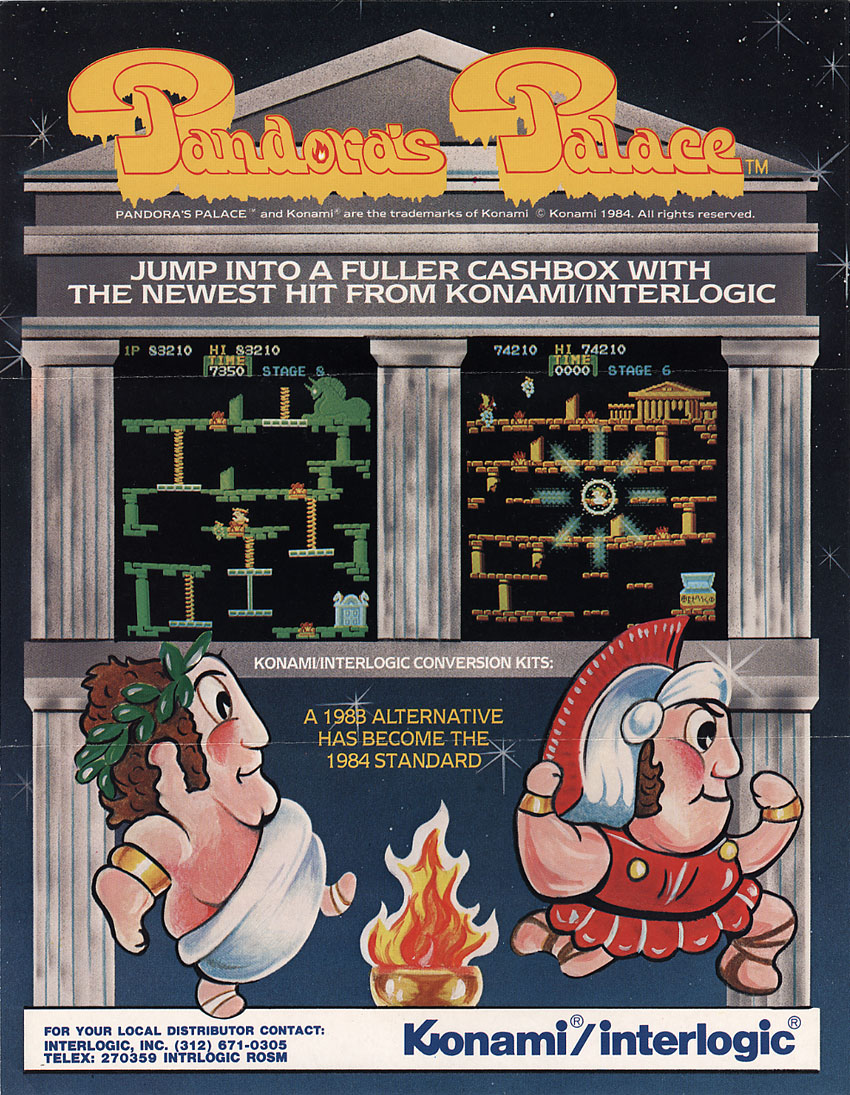 Pandora's Palace™
PANDORA'S PALACE™ and Konami® are the trademarks of Konami © Konami 1984. All rights reserved.
JUMP INTO A FULLER CASHBOX WITH
THE NEWEST HIT FROM KONAMI/INTERLOGIC
1P 83210 HI 83210
TIME
7350 STAGE 8.
74210 HI 74210
TIME
0000 STAGE 6
KONAMI/INTERLOGIC CONVERSION KITS:
A 1983 ALTERNATIVE
HAS BECOME THE
1984 STANDARD
FOR YOUR LOCAL DISTRIBUTOR CONTACT:
INTERLOGIC, INC. (312) 671-0305
TELEX: 270359 INTRLOGIC ROSM
Konami®/interlogic®